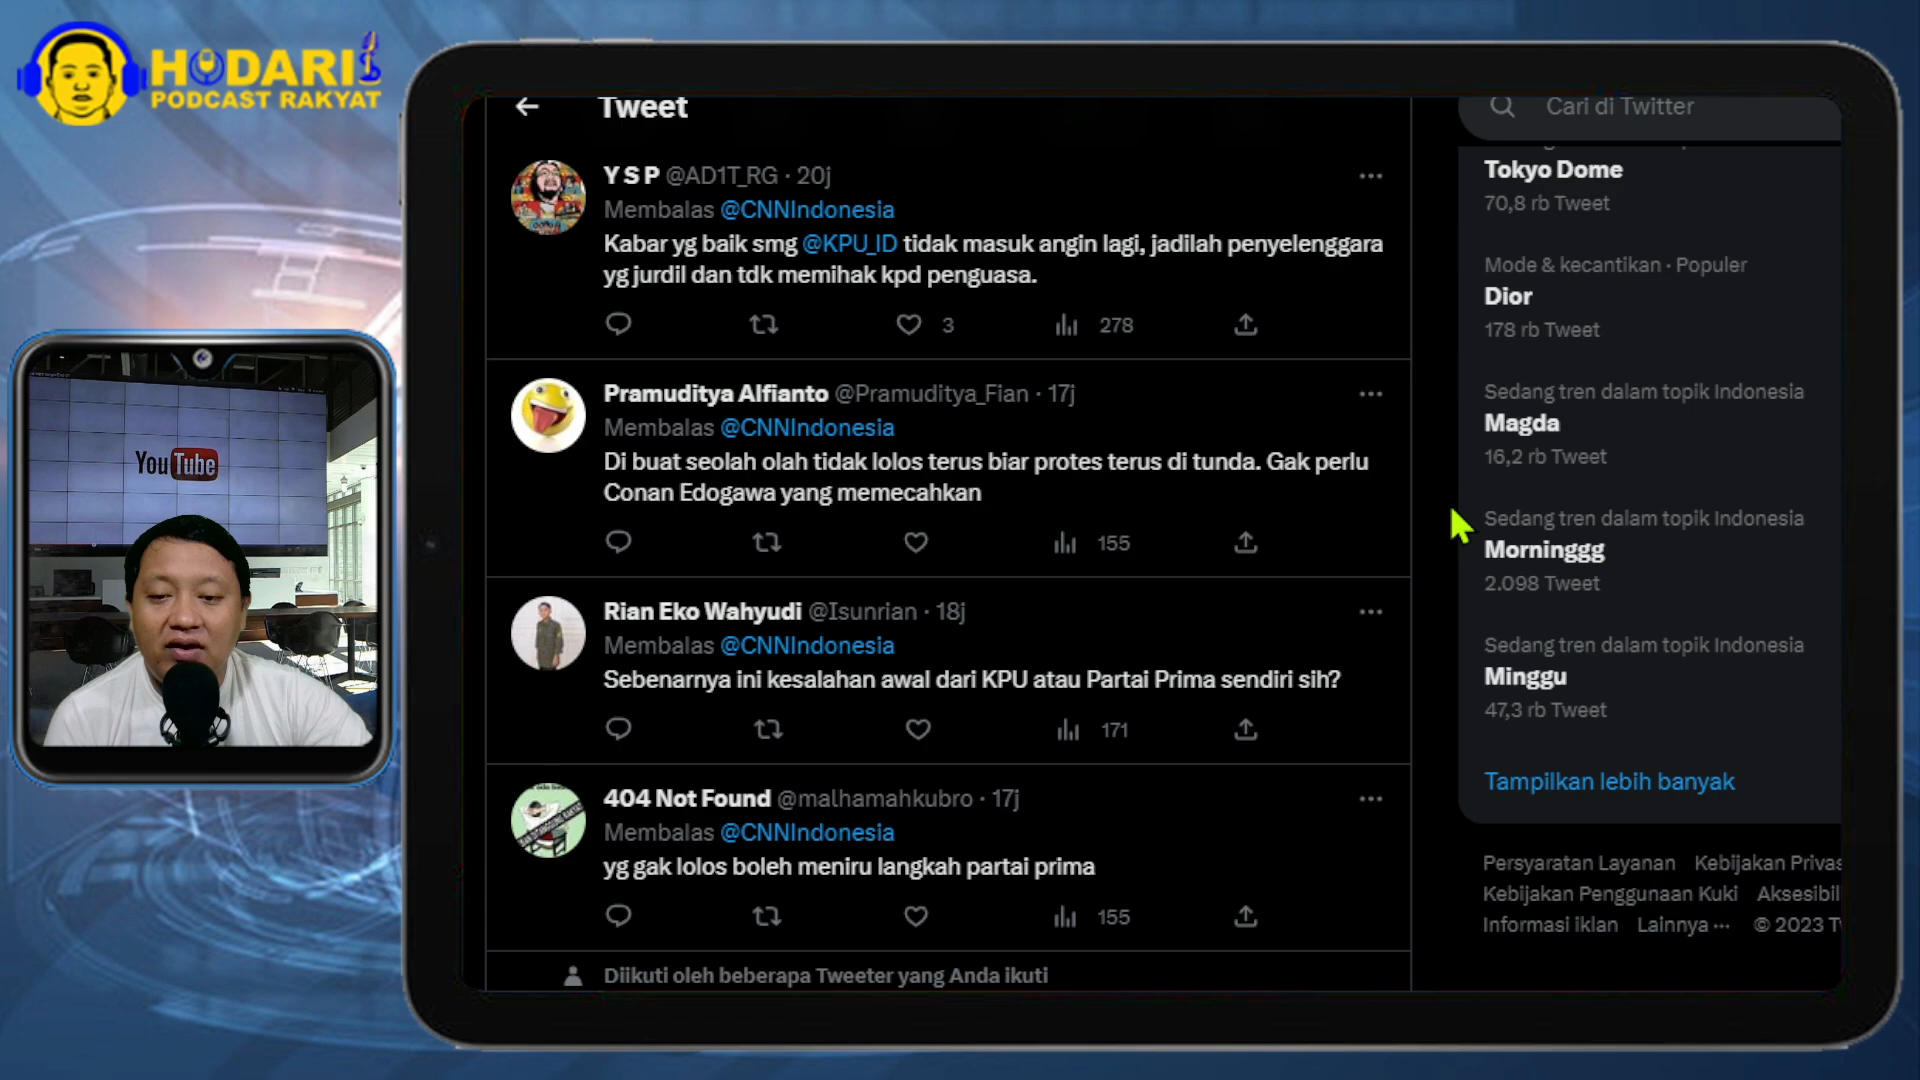 HODARI
PODCAST RAKYAT
YouTube
Tweet
Y S P @AD1T_RG · 20j
Membalas @CNNIndonesia
Kabar yg baik smg @KPU_ID tidak masuk angin lagi, jadilah penyelenggara
yg jurdil dan tdk memihak kpd penguasa.
3
278
Pramuditya Alfianto @Pramuditya_Fian · 17j
Membalas @CNNIndonesia
Di buat seolah olah tidak lolos terus biar protes terus di tunda. Gak perlu
Conan Edogawa yang memecahkan
155
Rian Eko Wahyudi @Isunrian · 18j
Membalas @CNNIndonesia
Sebenarnya ini kesalahan awal dari KPU atau Partai Prima sendiri sih?
171
404 Not Found @malhamahkubro · 17j
Membalas @CNNIndonesia
yg gak lolos boleh meniru langkah partai prima
155
Diikuti oleh beberapa Tweeter yang Anda ikuti
Cari di Twitter
Tokyo Dome
70,8 rb Tweet
Mode & kecantikan · Populer
Dior
178 rb Tweet
Sedang tren dalam topik Indonesia
Magda
16,2 rb Tweet
Sedang tren dalam topik Indonesia
Morninggg
2.098 Tweet
Sedang tren dalam topik Indonesia
Minggu
47,3 rb Tweet
Tampilkan lebih banyak
Persyaratan Layanan Kebijakan Privas
Kebijakan Penggunaan Kuki Aksesibil
Informasi iklan Lainnya ··· © 2023 Tw